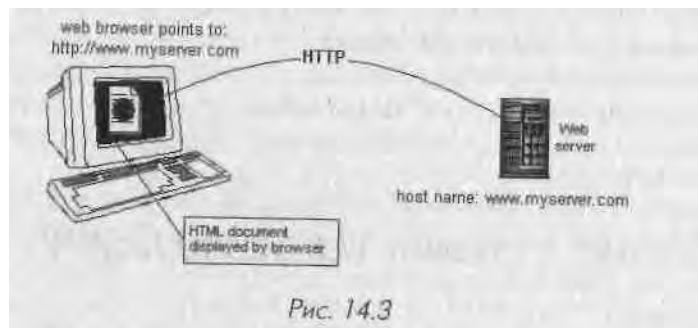 web browser points to:
http://www.myserver.com
HTTP
Web
server
host name: www.myserver.com
HTML document
displayed by browser
Рис. 14.3